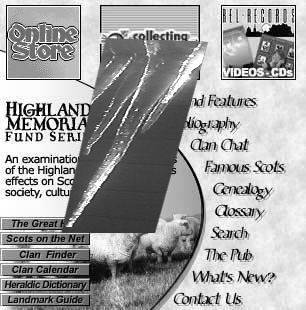 Online
Store
collecting
REL-RECORDS
VIDEOS-CDs
HIGHLAND
MEMORIA
FUND SERI
nd Features
bliography
Clan Chat
Famous Scots
Genealogy
Glossary
Search
The Pub
What's New?
Contact Us
An examination
of the Highland
effects on Sco
society, cultu
The Great
Scots on the Net
Clan Finder
Clan Calendar
Heraldic Dictionary
Landmark Guide